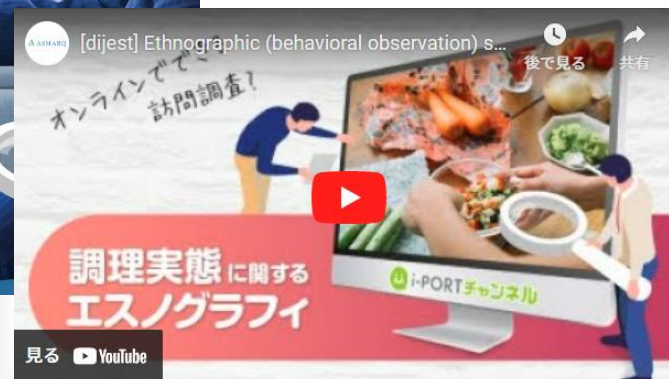 A ASMARQ
[dijest] Ethnographic (behavioral observation) s...
後で見る
共有
オンラインででき
訪問調査?
調理実態に関する
エスノグラフィ
i-PORTチャンネル
見る YouTube